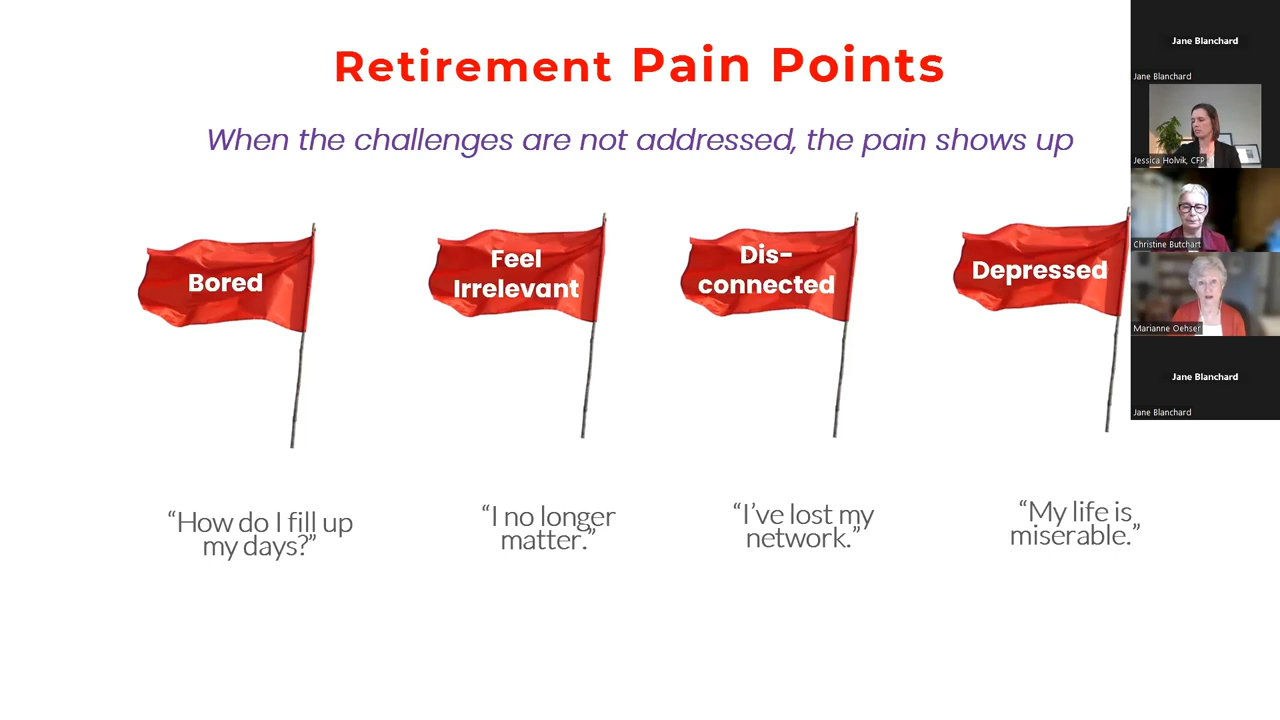 Retirement Pain Points
When the challenges are not addressed, the pain shows up
Bored
Feel
Irrelevant
Dis-
connected
Depressed
“How do I fill up
my days?”
“I no longer
matter.”
“I’ve lost my
network.”
“My life is
miserable.”
Jane Blanchard
Jane Blanchard
Jessica Holvik, CFP
Christine Butchart
Marianne Oehser
Jane Blanchard
Jane Blanchard